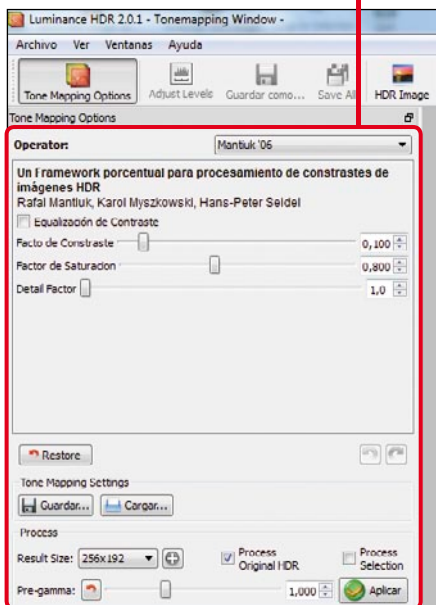 Luminance HDR 2.0.1 - Tonemapping Window -
Archivo Ver Ventanas Ayuda
Tone Mapping Options Adjust Levels Guardar como... Save All HDR Image
Tone Mapping Options
Operator: Mantiuk '06
Un Framework porcentual para procesamiento de constrastes de
imágenes HDR
Rafal Mantiuk, Karol Myszkowski, Hans-Peter Seidel
Equalización de Contraste
Facto de Constraste 0,100
Factor de Saturacion 0,800
Detail Factor 1,0
Restore
Tone Mapping Settings
Guardar... Cargar...
Process
Result Size: 256x192 Process Original HDR Process Selection
Pre-gamma: 1,000 Aplicar